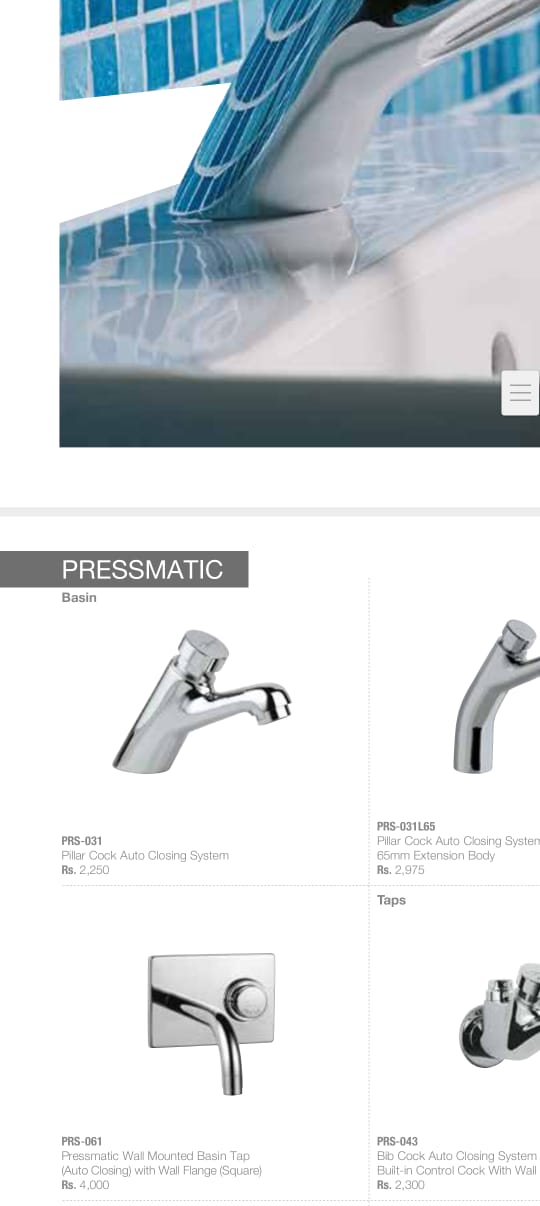 PRESSMATIC
Basin
PRS-031
Pillar Cock Auto Closing System
Rs. 2,250
PRS-031L65
Pillar Cock Auto Closing System
65mm Extension Body
Rs. 2,975
PRS-061
Pressmatic Wall Mounted Basin Tap
(Auto Closing) with Wall Flange (Square)
Rs. 4,000
Taps
PRS-043
Bib Cock Auto Closing System
Built-in Control Cock With Wall
Rs. 2,300